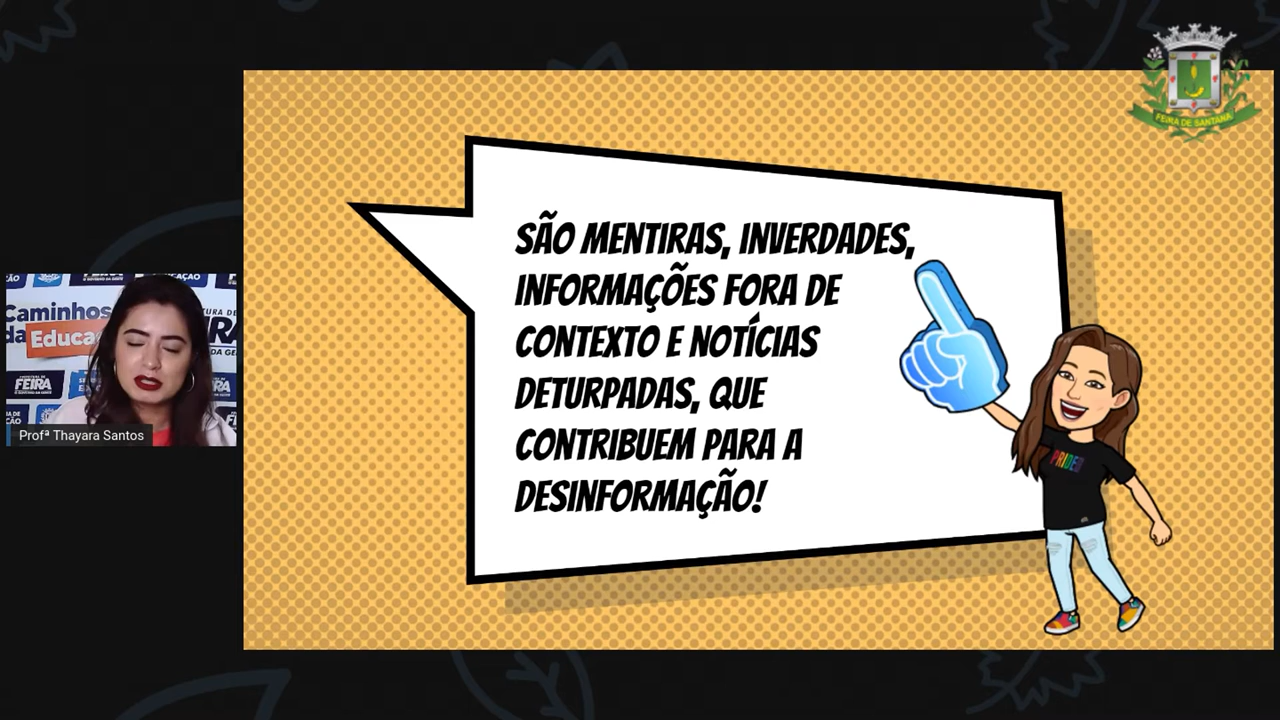 FEIRA DE SANTANA
SÃO MENTIRAS, INVERDADES,
INFORMAÇÕES FORA DE
CONTEXTO E NOTÍCIAS
DETURPADAS, QUE
CONTRIBUEM PARA A
DESINFORMAÇÃO!
PRIDE
Caminhos
da Educa
FEIRA
Profª Thayara Santos